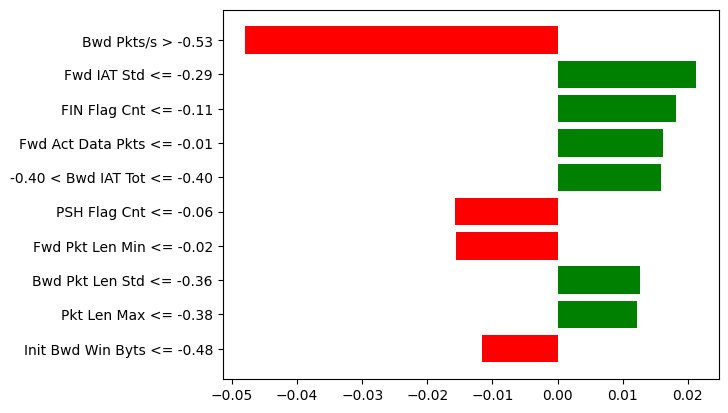 Bwd Pkts/s > -0.53
Fwd IAT Std <= -0.29
FIN Flag Cnt <= -0.11
Fwd Act Data Pkts <= -0.01
-0.40 < Bwd IAT Tot <= -0.40
PSH Flag Cnt <= -0.06
Fwd Pkt Len Min <= -0.02
Bwd Pkt Len Std <= -0.36
Pkt Len Max <= -0.38
Init Bwd Win Byts <= -0.48
−0.05 −0.04 −0.03 −0.02 −0.01 0.00 0.01 0.02